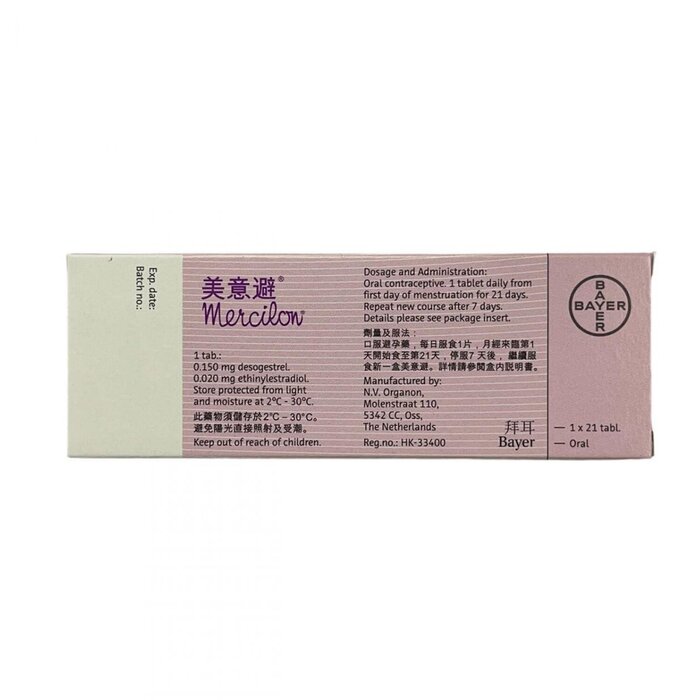 Exp. date:
Batch no.:
美意避®
Mercilon®
1 tab.:
0.150 mg desogestrel.
0.020 mg ethinylestradiol.
Store protected from light
and moisture at 2℃ - 30℃.
此藥物須儲存於2℃－30℃。
避免陽光直接照射及受潮。
Keep out of reach of children.
Dosage and Administration:
Oral contraceptive. 1 tablet daily from
first day of menstruation for 21 days.
Repeat new course after 7 days.
Details please see package insert.
劑量及服法：
口服避孕藥，每日服食1片，月經來臨第1
天開始食至第21天，停服7 天後， 繼續服
食新一盒美意避。詳情請參閱盒內説明書。
Manufactured by:
N.V. Organon,
Molenstraat 110,
5342 CC, Oss,
The Netherlands
Reg.no.: HK-33400
拜耳
Bayer
BAYER
BAYER
1 x 21 tabl.
Oral